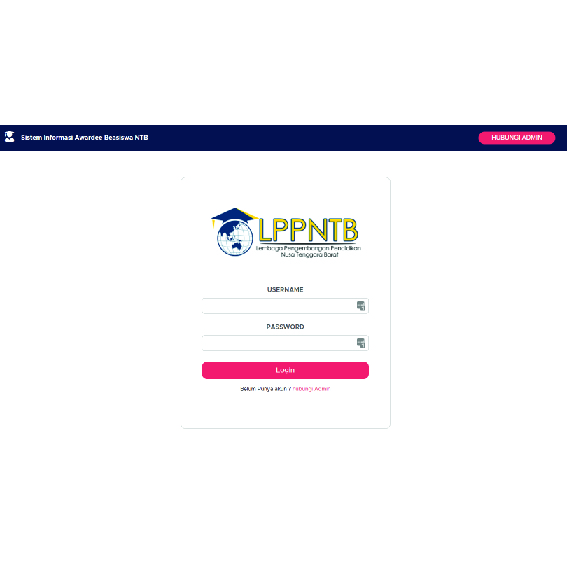 Sistem Informasi Awardee Beasiswa NTB
HUBUNGI ADMIN
LPPNTB
Lembaga Pengembangan Pendidikan
Nusa Tenggara Barat
USERNAME
PASSWORD
Login
Belum Punya akun ? hubungi Admin